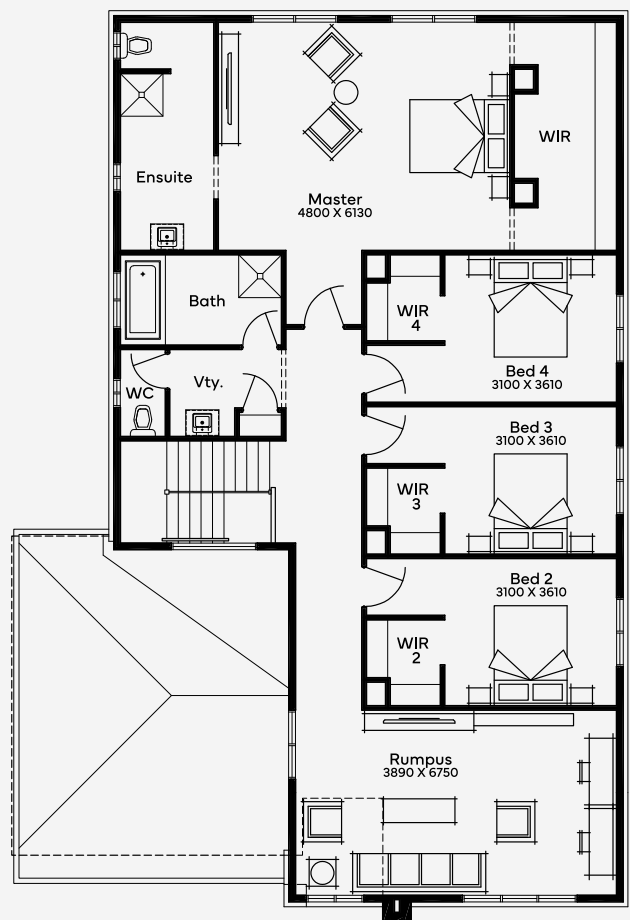 Ensuite
WIR
Master
4800 X 6130
Bath
WIR
4
Bed 4
3100 X 3610
WC
Vty.
Bed 3
3100 X 3610
WIR
3
Bed 2
3100 X 3610
WIR
2
Rumpus
3890 X 6750